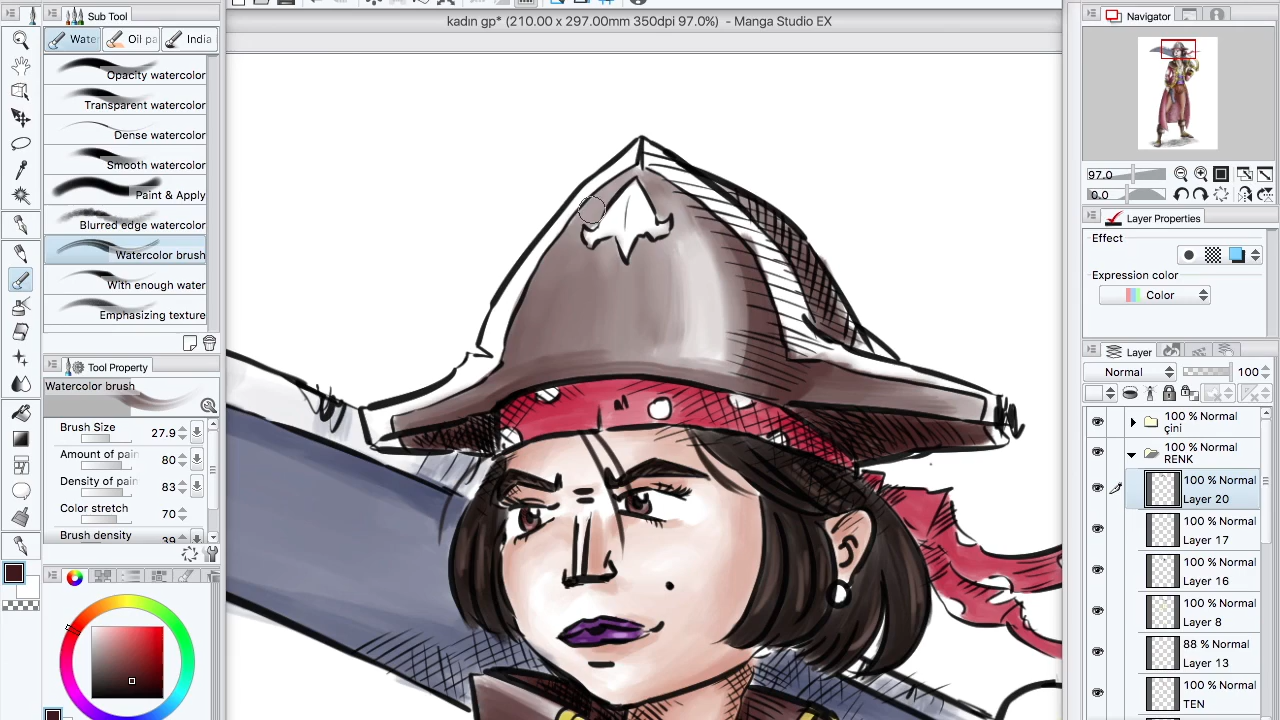 kadın gp* (210.00 x 297.00mm 350dpi 97.0%) - Manga Studio EX
Sub Tool
Wate
Oil pa
India
Opacity watercolor
Transparent watercolor
Dense watercolor
Smooth watercolor
Paint & Apply
Blurred edge watercolor
Watercolor brush
With enough water
Emphasizing texture
Tool Property
Watercolor brush
Brush Size 27.9
Amount of pain 80
Density of pain 83
Color stretch 70
Brush density 39
Navigator
97.0
0.0
Layer Properties
Effect
Expression color
Color
Layer
Normal 100
100 % Normal
çini
100 % Normal
RENK
100 % Normal
Layer 20
100 % Normal
Layer 17
100 % Normal
Layer 16
100 % Normal
Layer 8
88 % Normal
Layer 13
100 % Normal
TEN